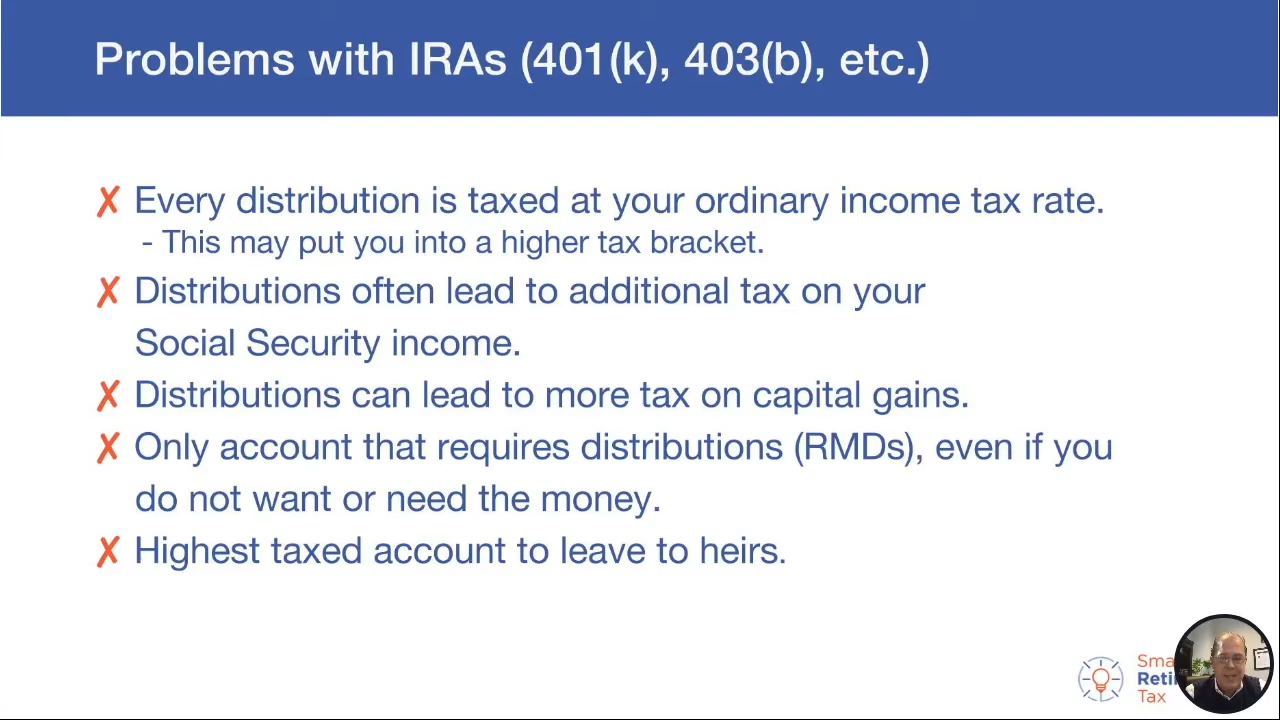 Problems with IRAs (401(k), 403(b), etc.)
✗ Every distribution is taxed at your ordinary income tax rate.
- This may put you into a higher tax bracket.
✗ Distributions often lead to additional tax on your
Social Security income.
✗ Distributions can lead to more tax on capital gains.
✗ Only account that requires distributions (RMDs), even if you
do not want or need the money.
✗ Highest taxed account to leave to heirs.
Tax